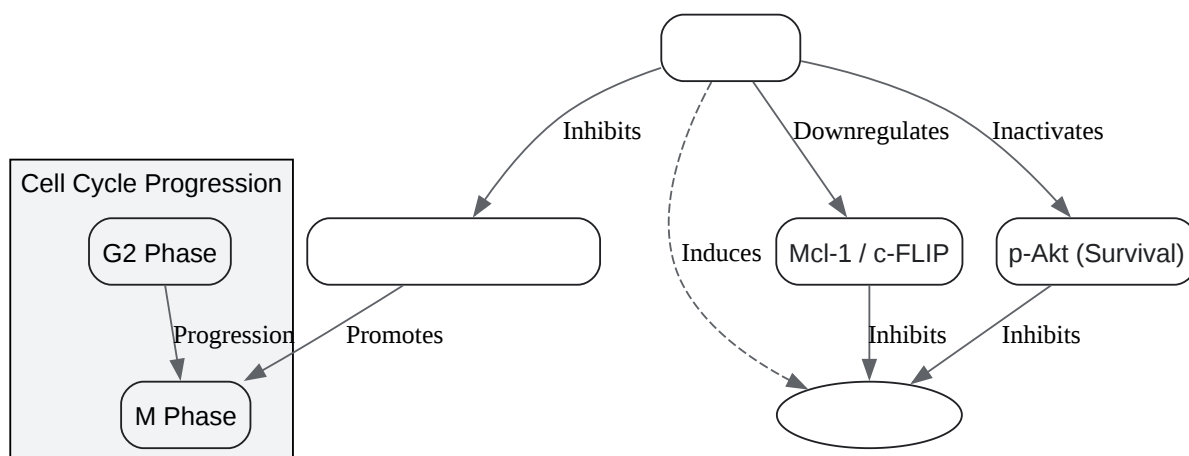 Inhibits
Downregulates
Inactivates
Cell Cycle Progression
G2 Phase
Induces
Mcl-1 / c-FLIP
p-Akt (Survival)
Progression
Promotes
Inhibits
Inhibits
M Phase